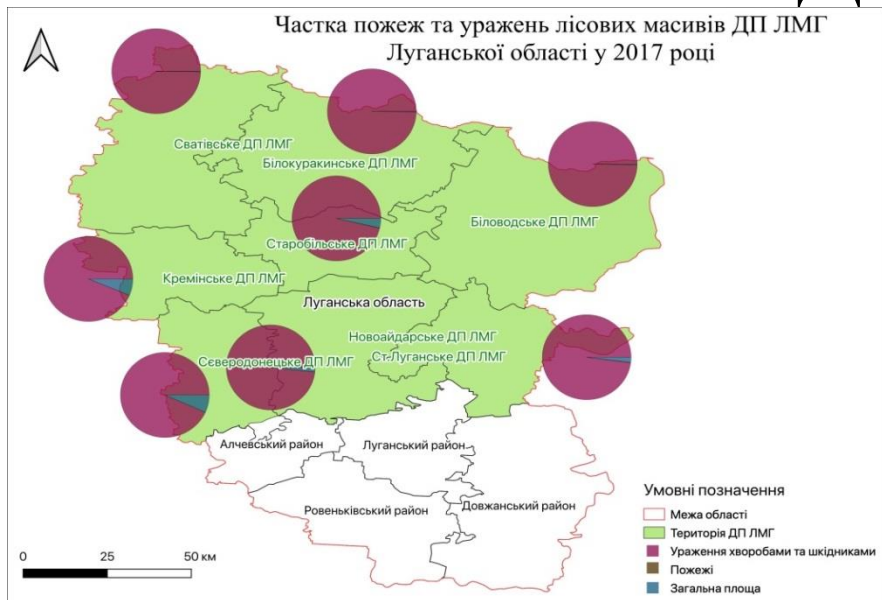 Частка пожеж та уражень лісових масивів ДП ЛМГ
Луганської області у 2017 році
Сватівське ДП ЛМГ
Білокуракинське ДП ЛМГ
Біловодське ДП ЛМГ
Старобільське ДП ЛМГ
Кремінське ДП ЛМГ
Луганська область
Новоайдарське ДП ЛМГ
Сєверодонецьке ДП ЛМГ
Ст-Луганське ДП ЛМГ
Алчевський район
Луганський район
Ровеньківський район
Довжанський район
Умовні позначення
Межа області
Територія ДП ЛМГ
Ураження хворобами та шкідниками
Пожежі
Загальна площа
0 25 50 км